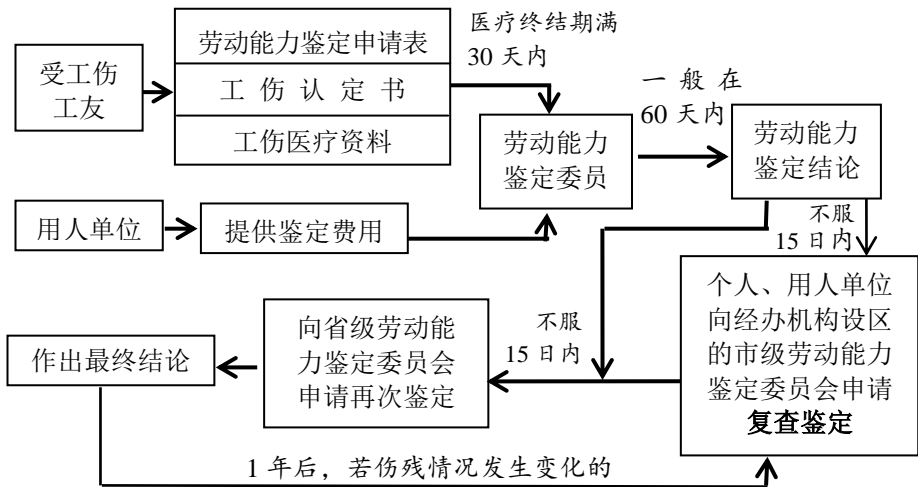 受工伤
工友
劳动能力鉴定申请表
工 伤 认 定 书
工伤医疗资料
医疗终结期满
30 天内
劳动能力
鉴定委员
一 般 在
60 天内
劳动能力
鉴定结论
用人单位
提供鉴定费用
不服
15 日内
个人、用人单位
向经办机构设区
的市级劳动能力
鉴定委员会申请
复查鉴定
不服
15 日内
向省级劳动能
力鉴定委员会
申请再次鉴定
作出最终结论
1 年后，若伤残情况发生变化的